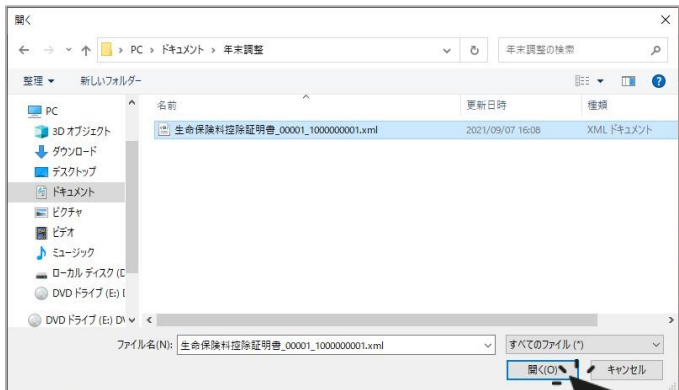 開く
PC › ドキュメント › 年末調整
年末調整の検索
整理 新しいフォルダー
名前 更新日時 種類
PC
3D オブジェクト
ダウンロード
デスクトップ
ドキュメント
ピクチャ
ビデオ
ミュージック
ローカル ディスク (C
DVD ドライブ (E:) D
DVD ドライブ (E:) DV
生命保険料控除証明書_00001_1000000001.xml 2021/09/07 16:08 XML ドキュメント
ファイル名(N): 生命保険料控除証明書_00001_1000000001.xml すべてのファイル (*)
開く(O) キャンセル